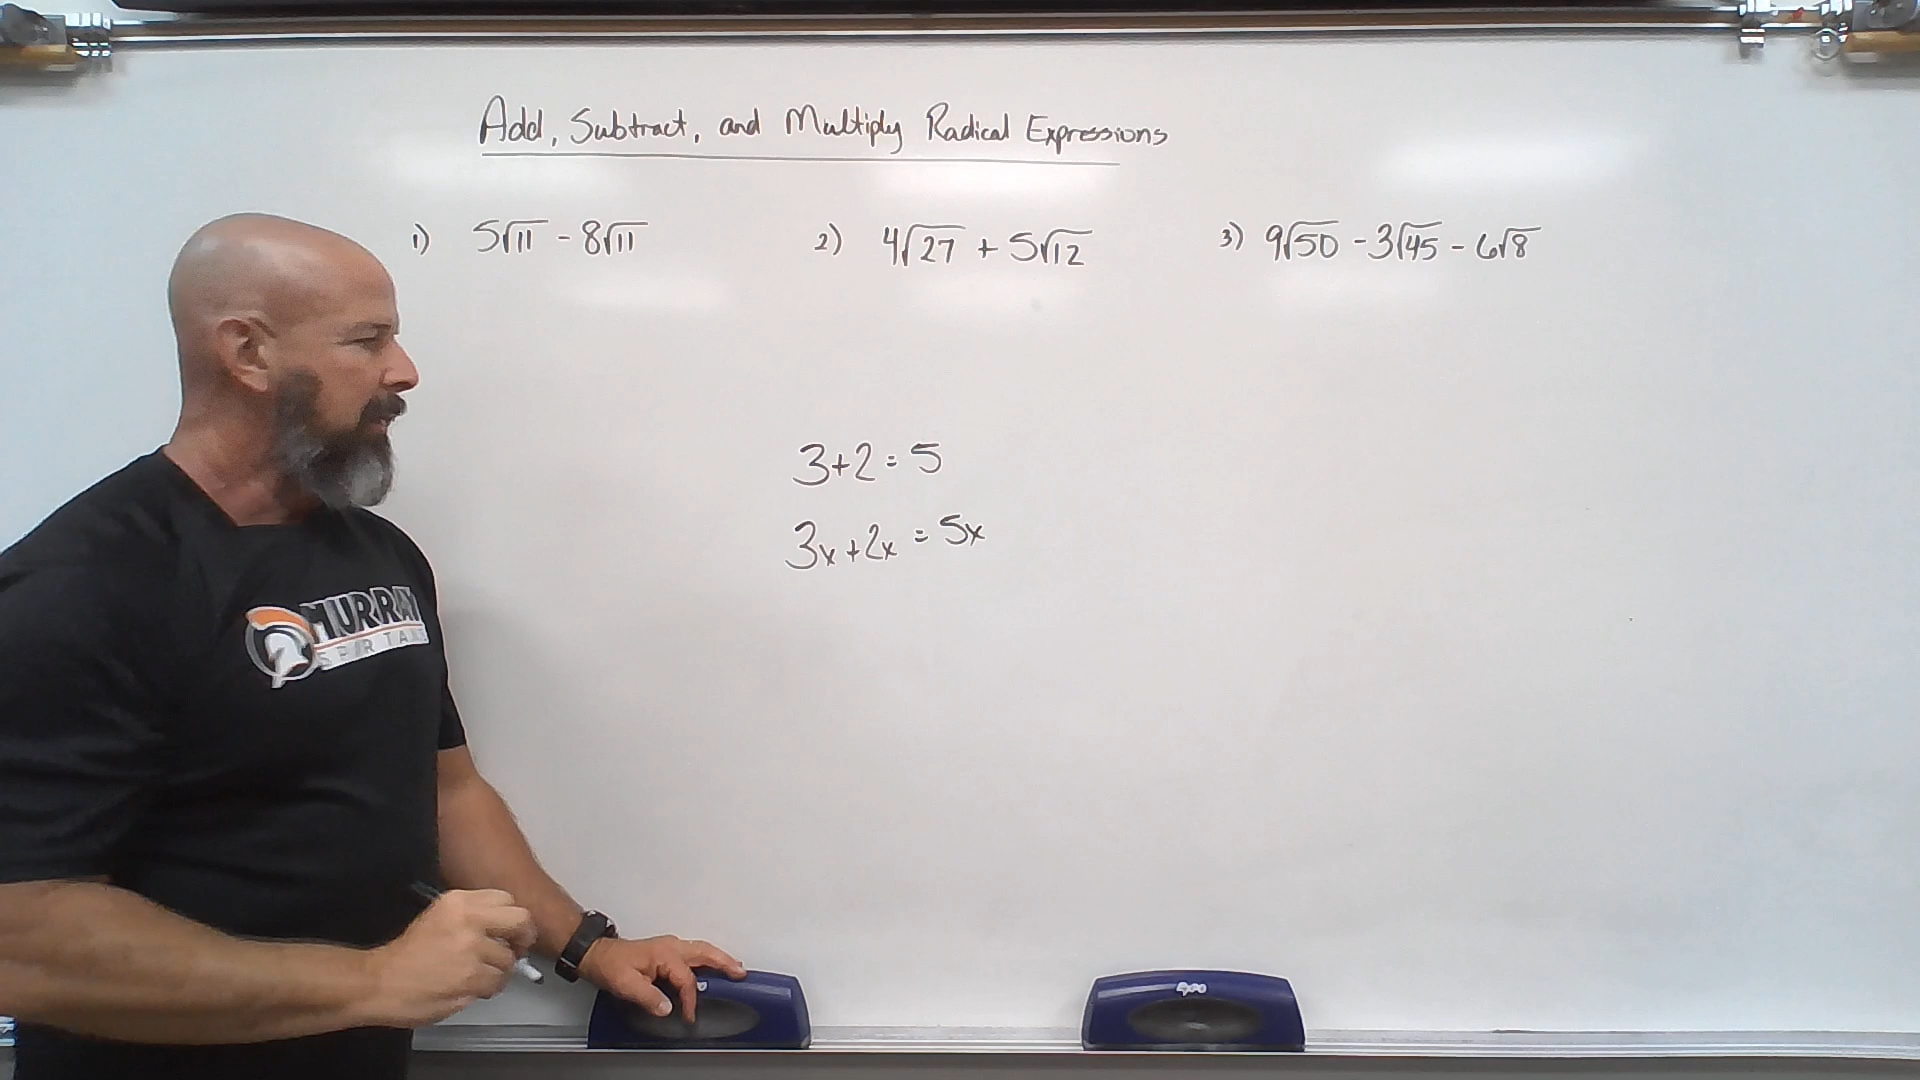 Add, Subtract, and Multiply Radical Expressions
1) 5√11 - 8√11
2) 4√27 + 5√12
3) 9√50 - 3√45 - 6√8
3+2=5
3x+2x = 5x
MURRAY
SPARTANS